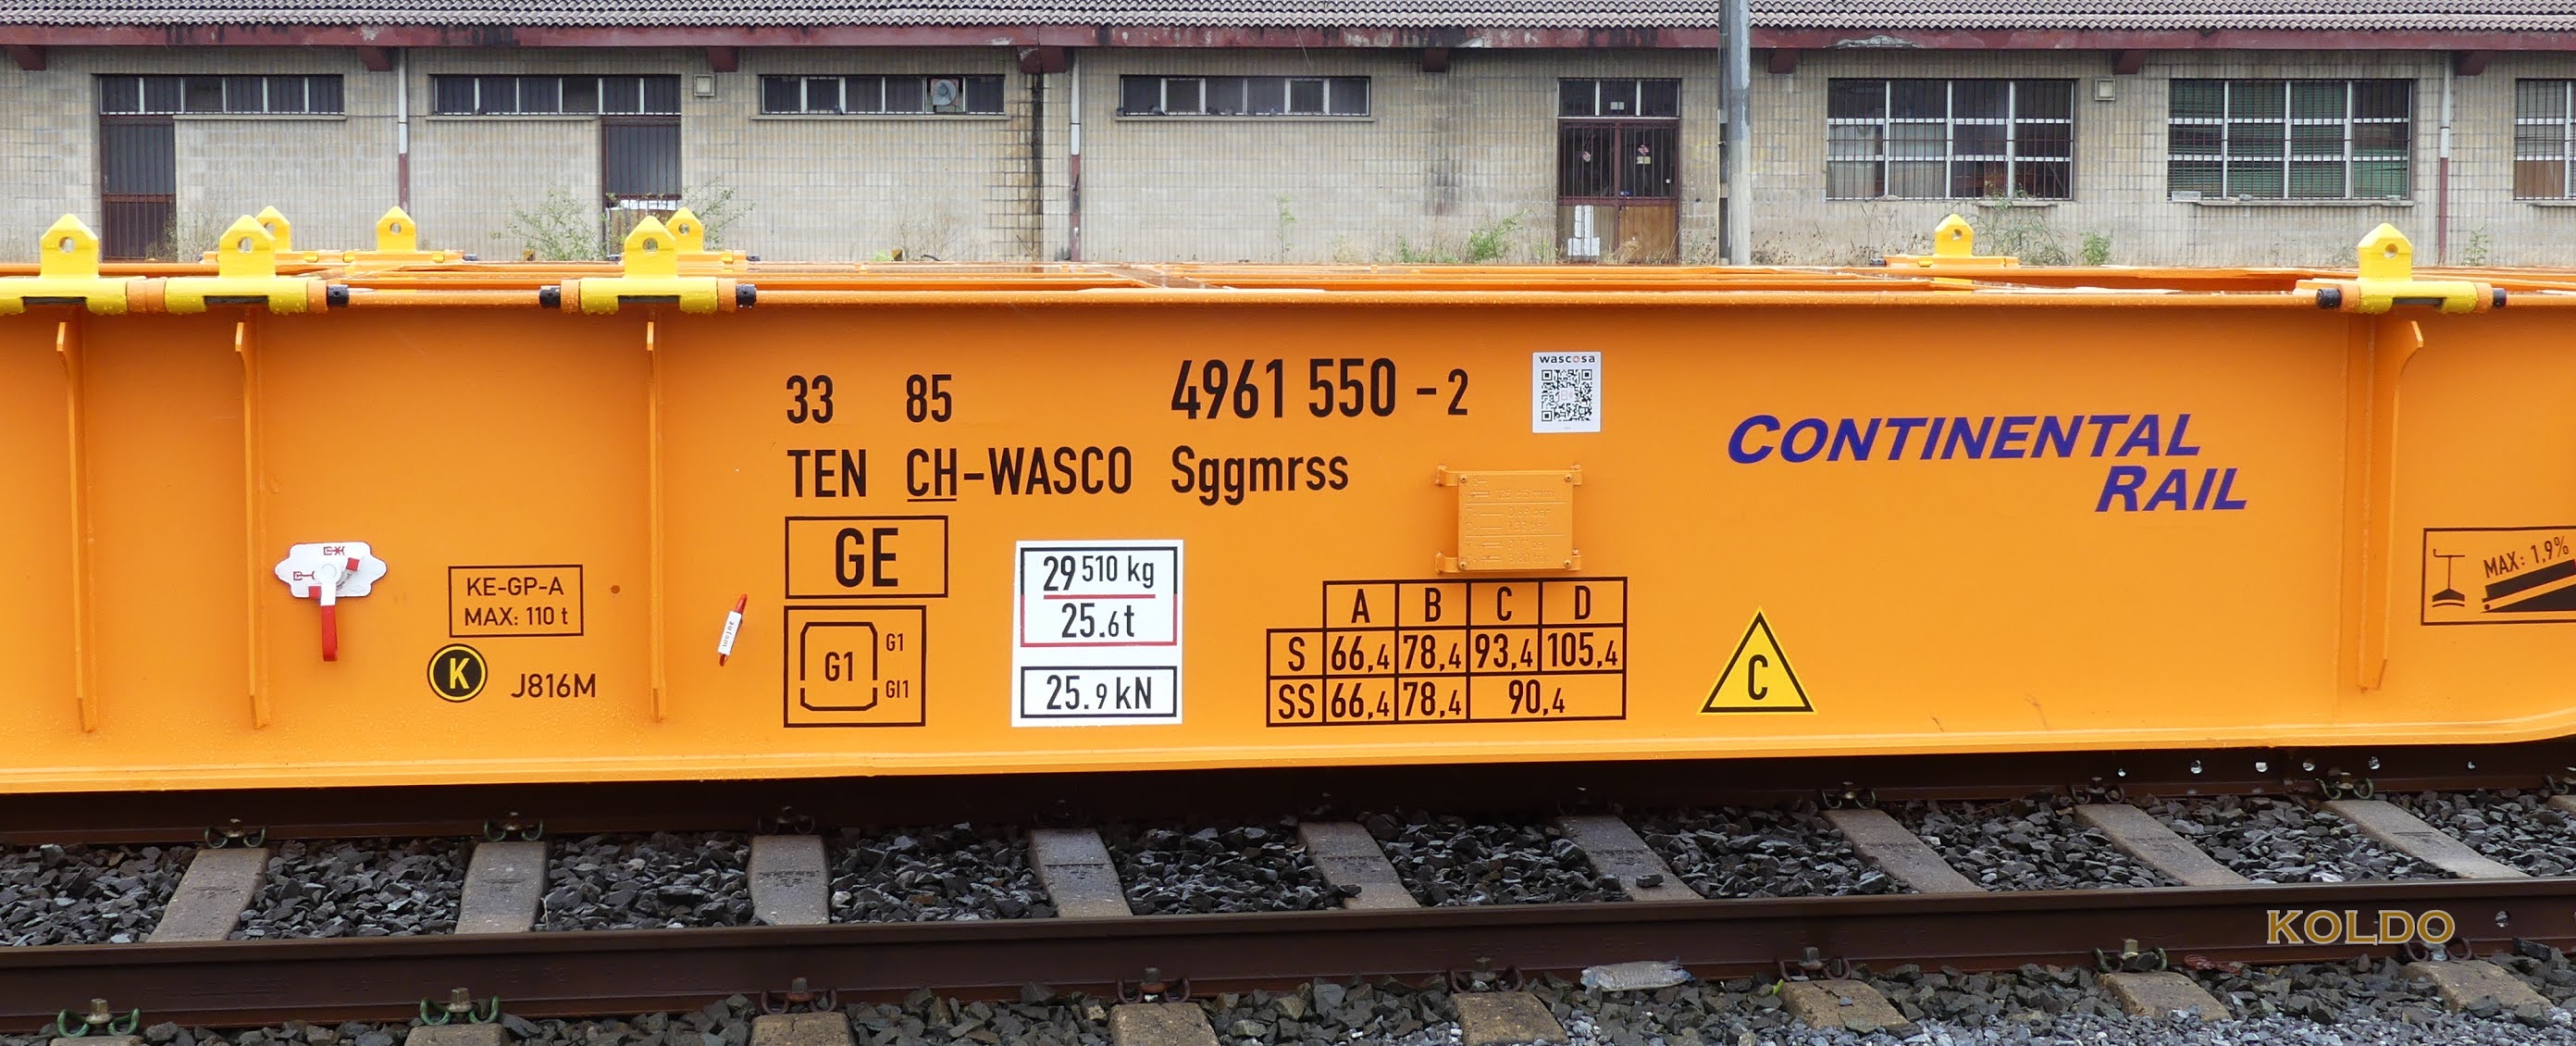 33 85 4961 550 - 2
wascosa
TEN CH-WASCO Sggmrss
CONTINENTAL
RAIL
GE
29 510 kg
25.6 t
25.9 kN
G1 G1
GI1
KE-GP-A
MAX: 110 t
K J816M
A B C D
S 66,4 78,4 93,4 105,4
SS 66,4 78,4 90,4
C
MAX: 1,9%
KOLDO